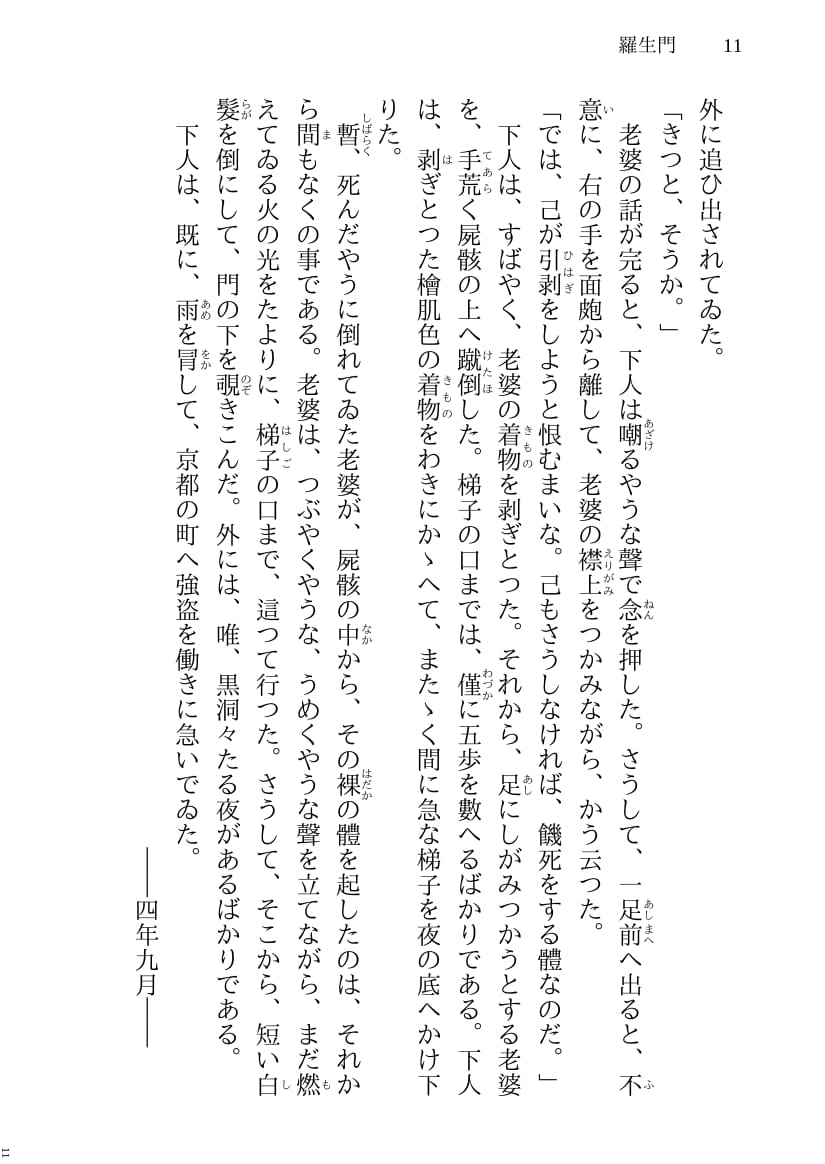 羅生門 11
外に追ひ出されてゐた。
「きつと、そうか。」
老婆の話が完ると、下人は嘲るやうな聲で念を押した。さうして、一足前へ出ると、不
意に、右の手を面皰から離して、老婆の襟上をつかみながら、かう云つた。
「では、己が引剥をしようと恨むまいな。己もさうしなければ、饑死をする體なのだ。」
下人は、すばやく、老婆の着物を剥ぎとつた。それから、足にしがみつかうとする老婆
を、手荒く屍骸の上へ蹴倒した。梯子の口までは、僅に五歩を數へるばかりである。下人
は、剥ぎとつた檜肌色の着物をわきにかゝへて、またゝく間に急な梯子を夜の底へかけ下
りた。
暫、死んだやうに倒れてゐた老婆が、屍骸の中から、その裸の體を起したのは、それか
ら間もなくの事である。老婆は、つぶやくやうな、うめくやうな聲を立てながら、まだ燃
えてゐる火の光をたよりに、梯子の口まで、這つて行つた。さうして、そこから、短い白
髮を倒にして、門の下を覗きこんだ。外には、唯、黒洞々たる夜があるばかりである。
下人は、既に、雨を冒して、京都の町へ強盗を働きに急いでゐた。
――四年九月――
11